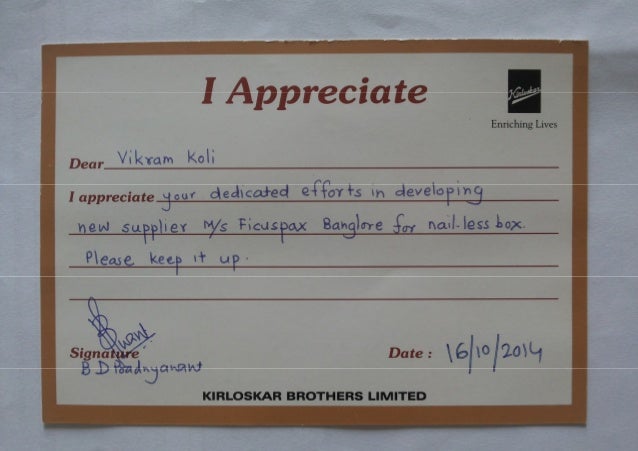 I Appreciate
Kirloskar
Enriching Lives
Dear Vikram Koli
I appreciate your dedicated efforts in developing
new supplier M/s Ficuspax Banglore for nail-less box.
Please keep it up.
Signature
B D
Date : 16/10/2014
KIRLOSKAR BROTHERS LIMITED